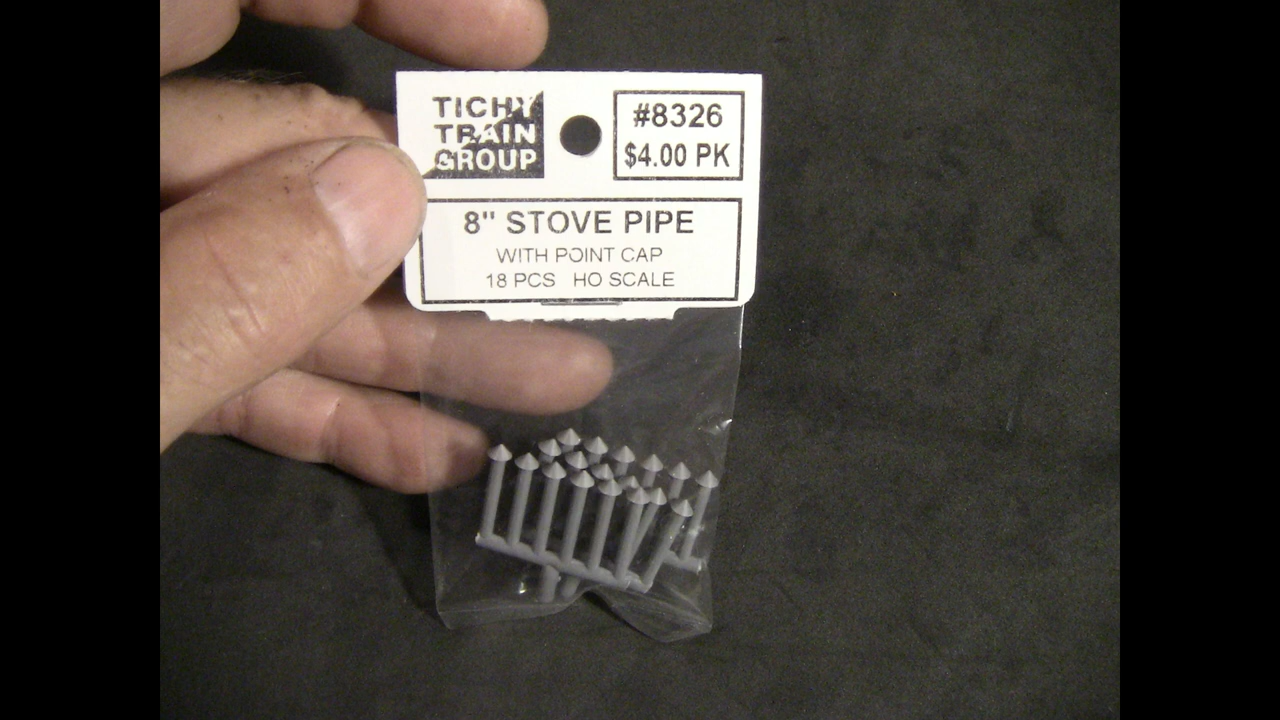 TICHY
TRAIN
GROUP
#8326
$4.00 PK
8" STOVE PIPE
WITH POINT CAP
18 PCS HO SCALE